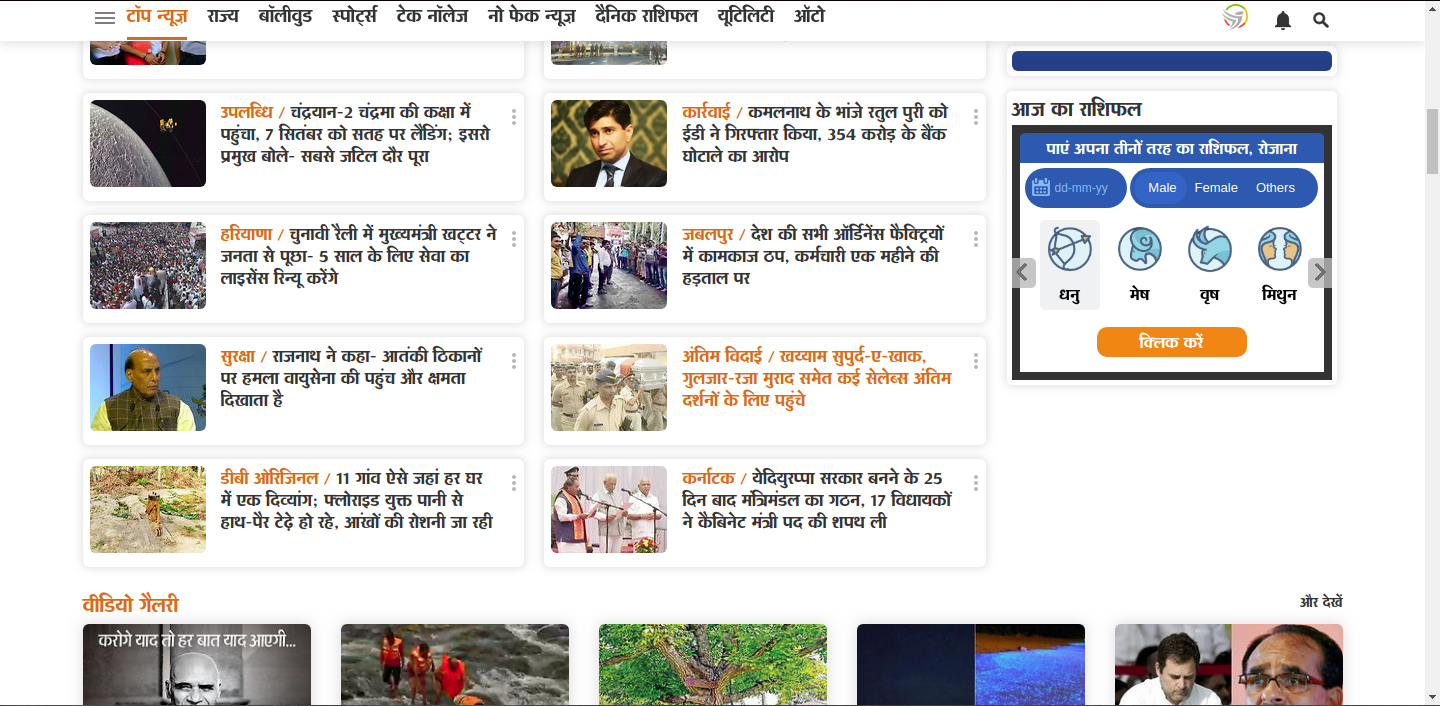 टॉप न्यूज़ राज्य बॉलीवुड स्पोर्ट्स टेक नॉलेज नो फेक न्यूज़ दैनिक राशिफल यूटिलिटी ऑटो
उपलब्धि / चंद्रयान-2 चंद्रमा की कक्षा में
पहुंचा, 7 सितंबर को सतह पर लैंडिंग; इसरो
प्रमुख बोले- सबसे जटिल दौर पूरा
कार्रवाई / कमलनाथ के भांजे रतुल पुरी को
ईडी ने गिरफ्तार किया, 354 करोड़ के बैंक
घोटाले का आरोप
हरियाणा / चुनावी रैली में मुख्यमंत्री खट्टर ने
जनता से पूछा- 5 साल के लिए सेवा का
लाइसेंस रिन्यू करेंगे
जबलपुर / देश की सभी ऑर्डिनेंस फैक्ट्रियों
में कामकाज ठप, कर्मचारी एक महीने की
हड़ताल पर
सुरक्षा / राजनाथ ने कहा- आतंकी ठिकानों
पर हमला वायुसेना की पहुंच और क्षमता
दिखाता है
अंतिम विदाई / खय्याम सुपुर्द-ए-खाक,
गुलजार-रजा मुराद समेत कई सेलेब्स अंतिम
दर्शनों के लिए पहुंचे
डीबी ओरिजिनल / 11 गांव ऐसे जहां हर घर
में एक दिव्यांग; फ्लोराइड युक्त पानी से
हाथ-पैर टेढ़े हो रहे, आंखों की रोशनी जा रही
कर्नाटक / येदियुरप्पा सरकार बनने के 25
दिन बाद मंत्रिमंडल का गठन, 17 विधायकों
ने कैबिनेट मंत्री पद की शपथ ली
आज का राशिफल
पाएं अपना तीनों तरह का राशिफल, रोजाना
dd-mm-yy Male Female Others
धनु मेष वृष मिथुन
क्लिक करें
वीडियो गैलरी
और देखें
करोगे याद तो हर बात याद आएगी...